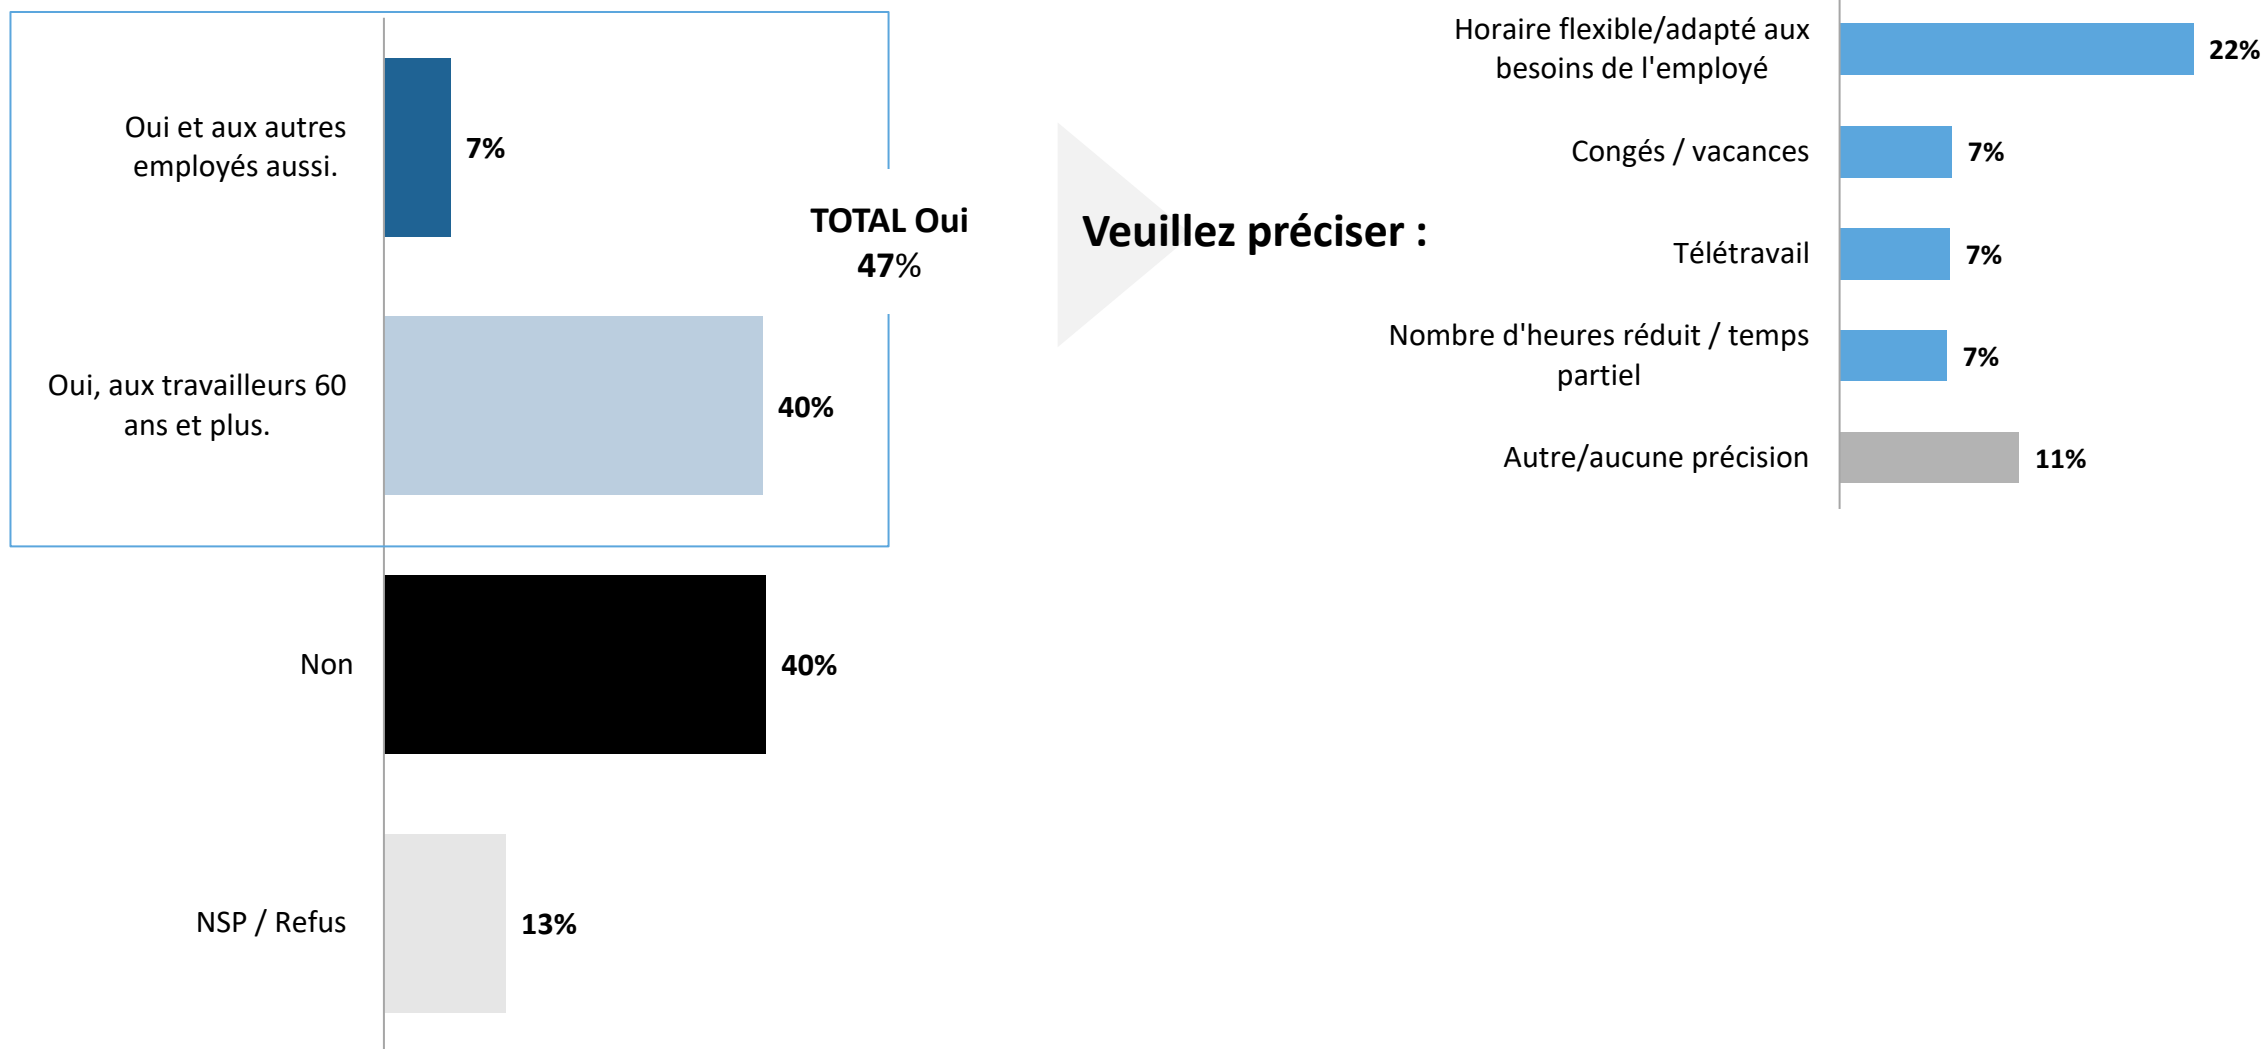 Oui et aux autres
employés aussi.
7%
Oui, aux travailleurs 60
ans et plus.
40%
TOTAL Oui
47%
Non
40%
NSP / Refus
13%
Veuillez préciser :
Horaire flexible/adapté aux
besoins de l'employé
22%
Congés / vacances
7%
Télétravail
7%
Nombre d'heures réduit / temps
partiel
7%
Autre/aucune précision
11%